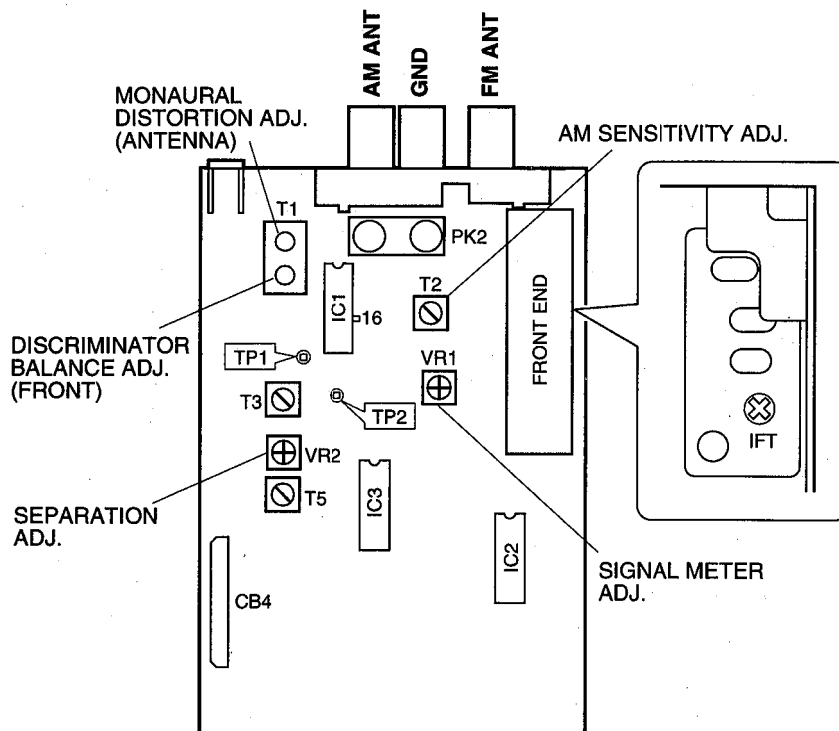 AM ANT
GND
FM ANT
MONAURAL
DISTORTION ADJ.
(ANTENNA)
AM SENSITIVITY ADJ.
T1
PK2
T2
IC1
16
FRONT END
DISCRIMINATOR
BALANCE ADJ.
(FRONT)
TP1
VR1
T3
TP2
IFT
VR2
T5
IC3
SEPARATION
ADJ.
IC2
SIGNAL METER
ADJ.
CB4